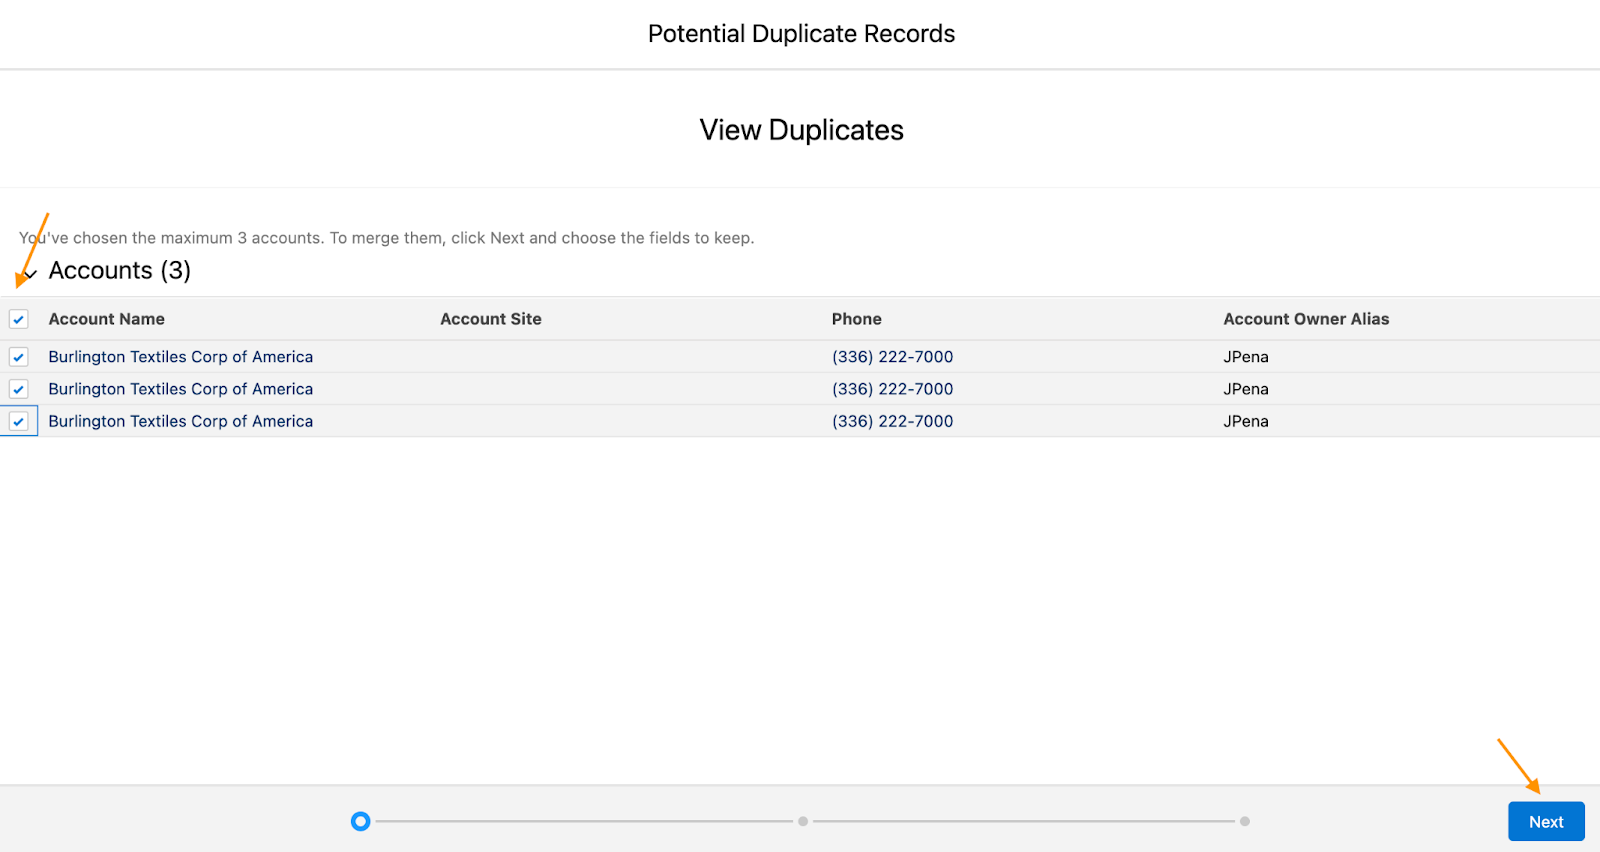 Potential Duplicate Records
View Duplicates
You've chosen the maximum 3 accounts. To merge them, click Next and choose the fields to keep.
Accounts (3)
Account Name Account Site Phone Account Owner Alias
Burlington Textiles Corp of America (336) 222-7000 JPena
Burlington Textiles Corp of America (336) 222-7000 JPena
Burlington Textiles Corp of America (336) 222-7000 JPena
Next